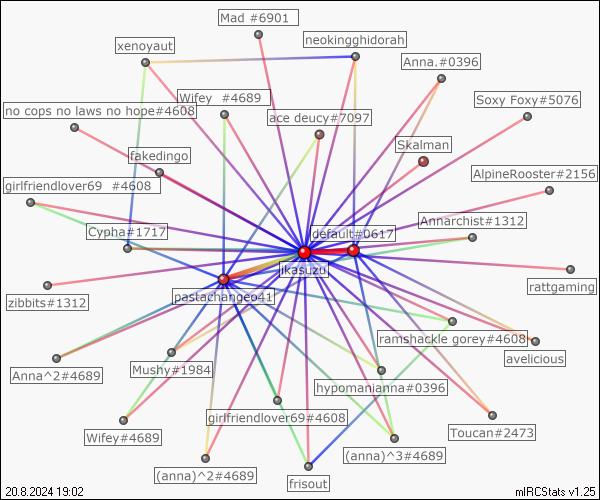 Mad #6901
neokingghidorah
xenoyaut
Anna.#0396
Wifey #4689
Soxy Foxy#5076
no cops no laws no hope#4608
ace deucy#7097
Skalman
fakedingo
AlpineRooster#2156
girlfriendlover69 #4608
Annarchist#1312
Cypha#1717
|default#0617
jikasuzu|
rattgaming
zibbits#1312
pastachangeo41
ramshackle gorey#4608
avelicious
Anna^2#4689
Mushy#1984
hypomanianna#0396
girlfriendlover69#4608
Toucan#2473
Wifey#4689
(anna)^3#4689
(anna)^2#4689
frisout
20.8.2024 19:02
mIRCStats v1.25